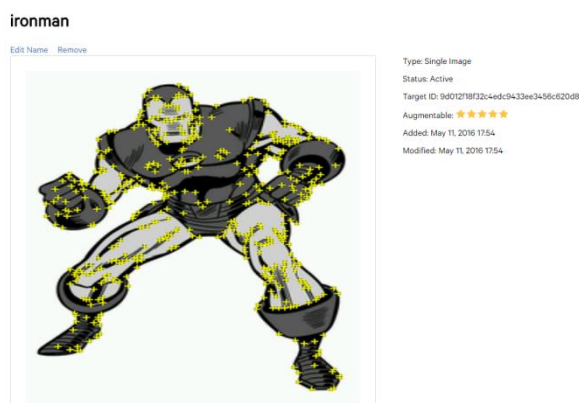 ironman
Edit Name Remove
Type: Single Image
Status: Active
Target ID: 9d012f18f32c4edc9433ee3456c620d8
Augmentable:
Added: May 11, 2016 17:54
Modified: May 11, 2016 17:54